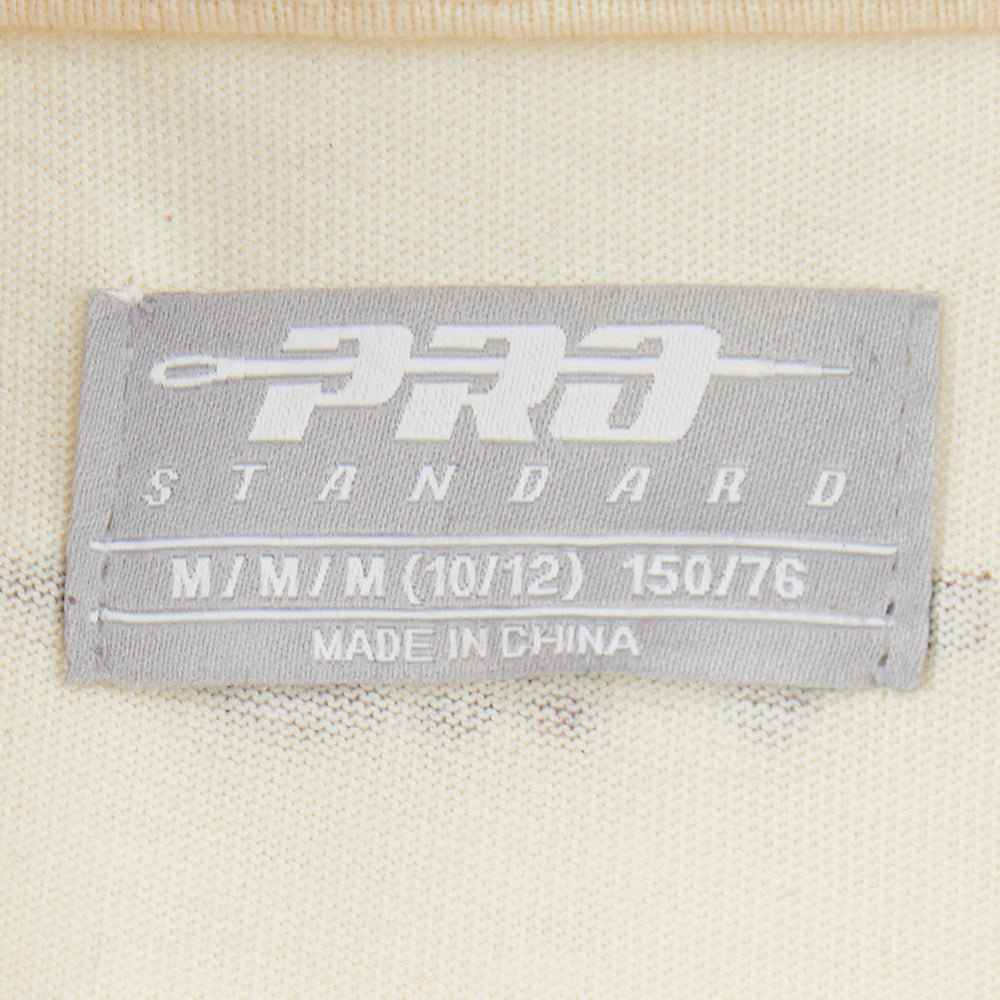 PRO
STANDARD
M/M/M (10/12) 150/76
MADE IN CHINA